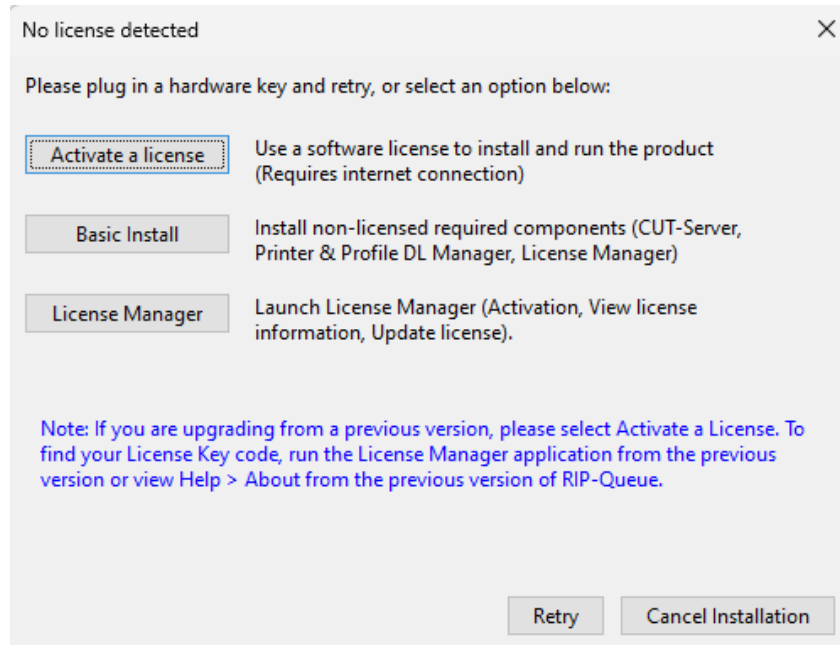 No license detected
Please plug in a hardware key and retry, or select an option below:
Activate a license
Use a software license to install and run the product
(Requires internet connection)
Basic Install
Install non-licensed required components (CUT-Server,
Printer & Profile DL Manager, License Manager)
License Manager
Launch License Manager (Activation, View license
information, Update license).
Note: If you are upgrading from a previous version, please select Activate a License. To
find your License Key code, run the License Manager application from the previous
version or view Help > About from the previous version of RIP-Queue.
Retry
Cancel Installation